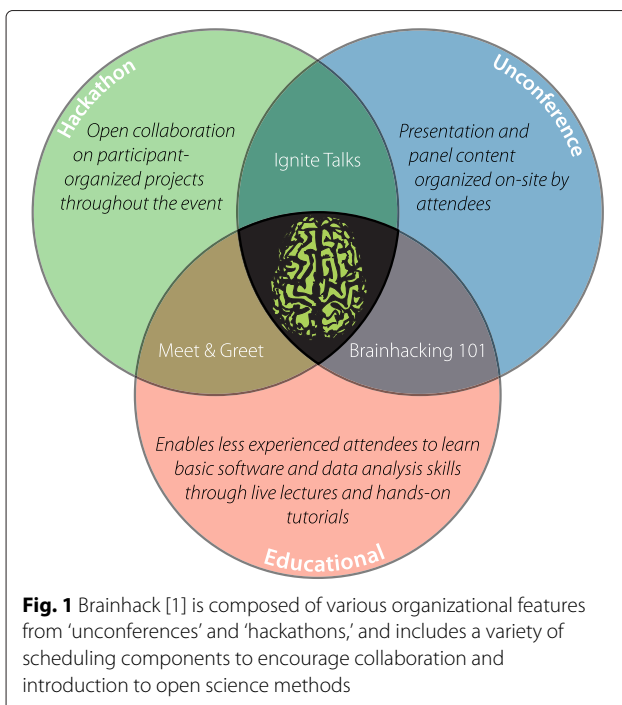 Hackathon
Unconference
Open collaboration
on participant-
organized projects
throughout the event
Ignite Talks
Presentation and
panel content
organized on-site by
attendees
Meet & Greet
Brainhacking 101
Enables less experienced attendees to learn
basic software and data analysis skills
through live lectures and hands-on
tutorials
Educational
Fig. 1 Brainhack [1] is composed of various organizational features
from ‘unconferences’ and ‘hackathons,’ and includes a variety of
scheduling components to encourage collaboration and
introduction to open science methods